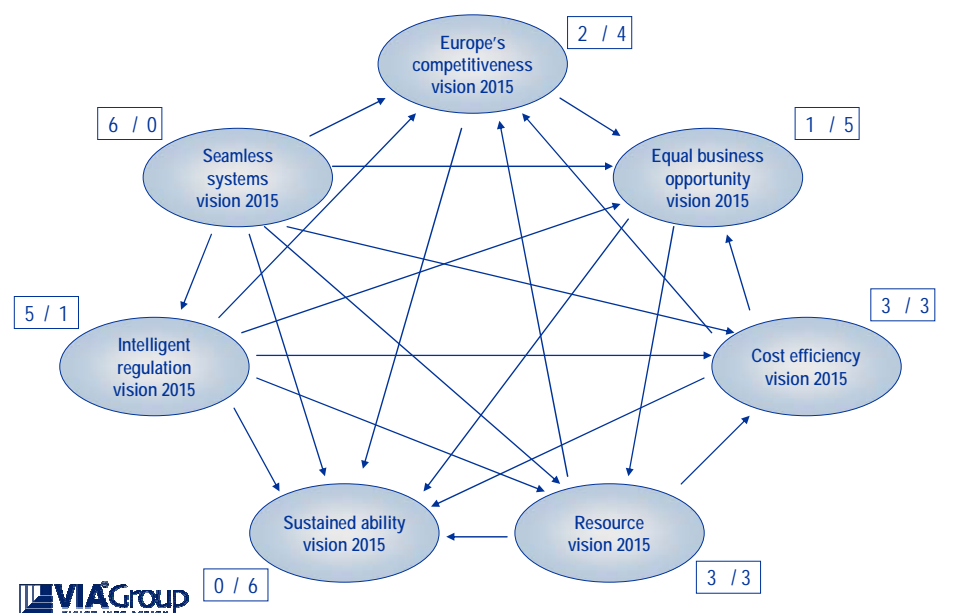 2 / 4
Europe's
competitiveness
vision 2015
6 / 0
Seamless
systems
vision 2015
1 / 5
Equal business
opportunity
vision 2015
5 / 1
Intelligent
regulation
vision 2015
3 / 3
Cost efficiency
vision 2015
Sustained ability
vision 2015
0 / 6
Resource
vision 2015
3 / 3
VIA Group